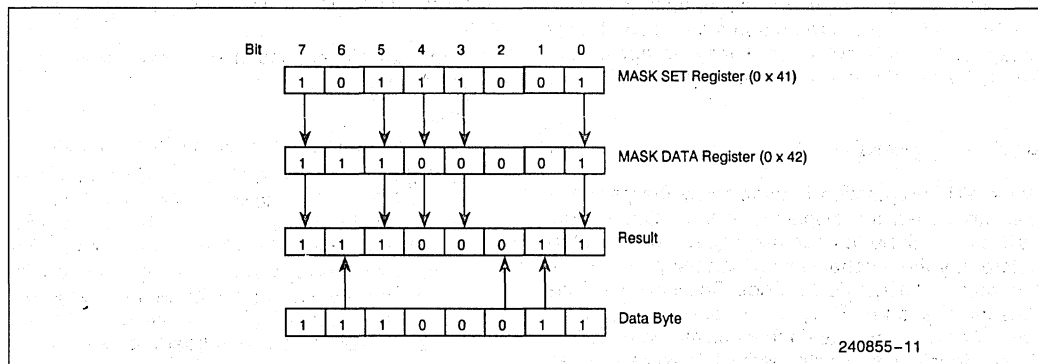 Bit 7 6 5 4 3 2 1 0
1 0 1 1 1 0 0 1 MASK SET Register (0 x 41)
1 1 1 0 0 0 0 1 MASK DATA Register (0 x 42)
1 1 1 0 0 0 1 1 Result
1 1 1 0 0 0 1 1 Data Byte
240855-11